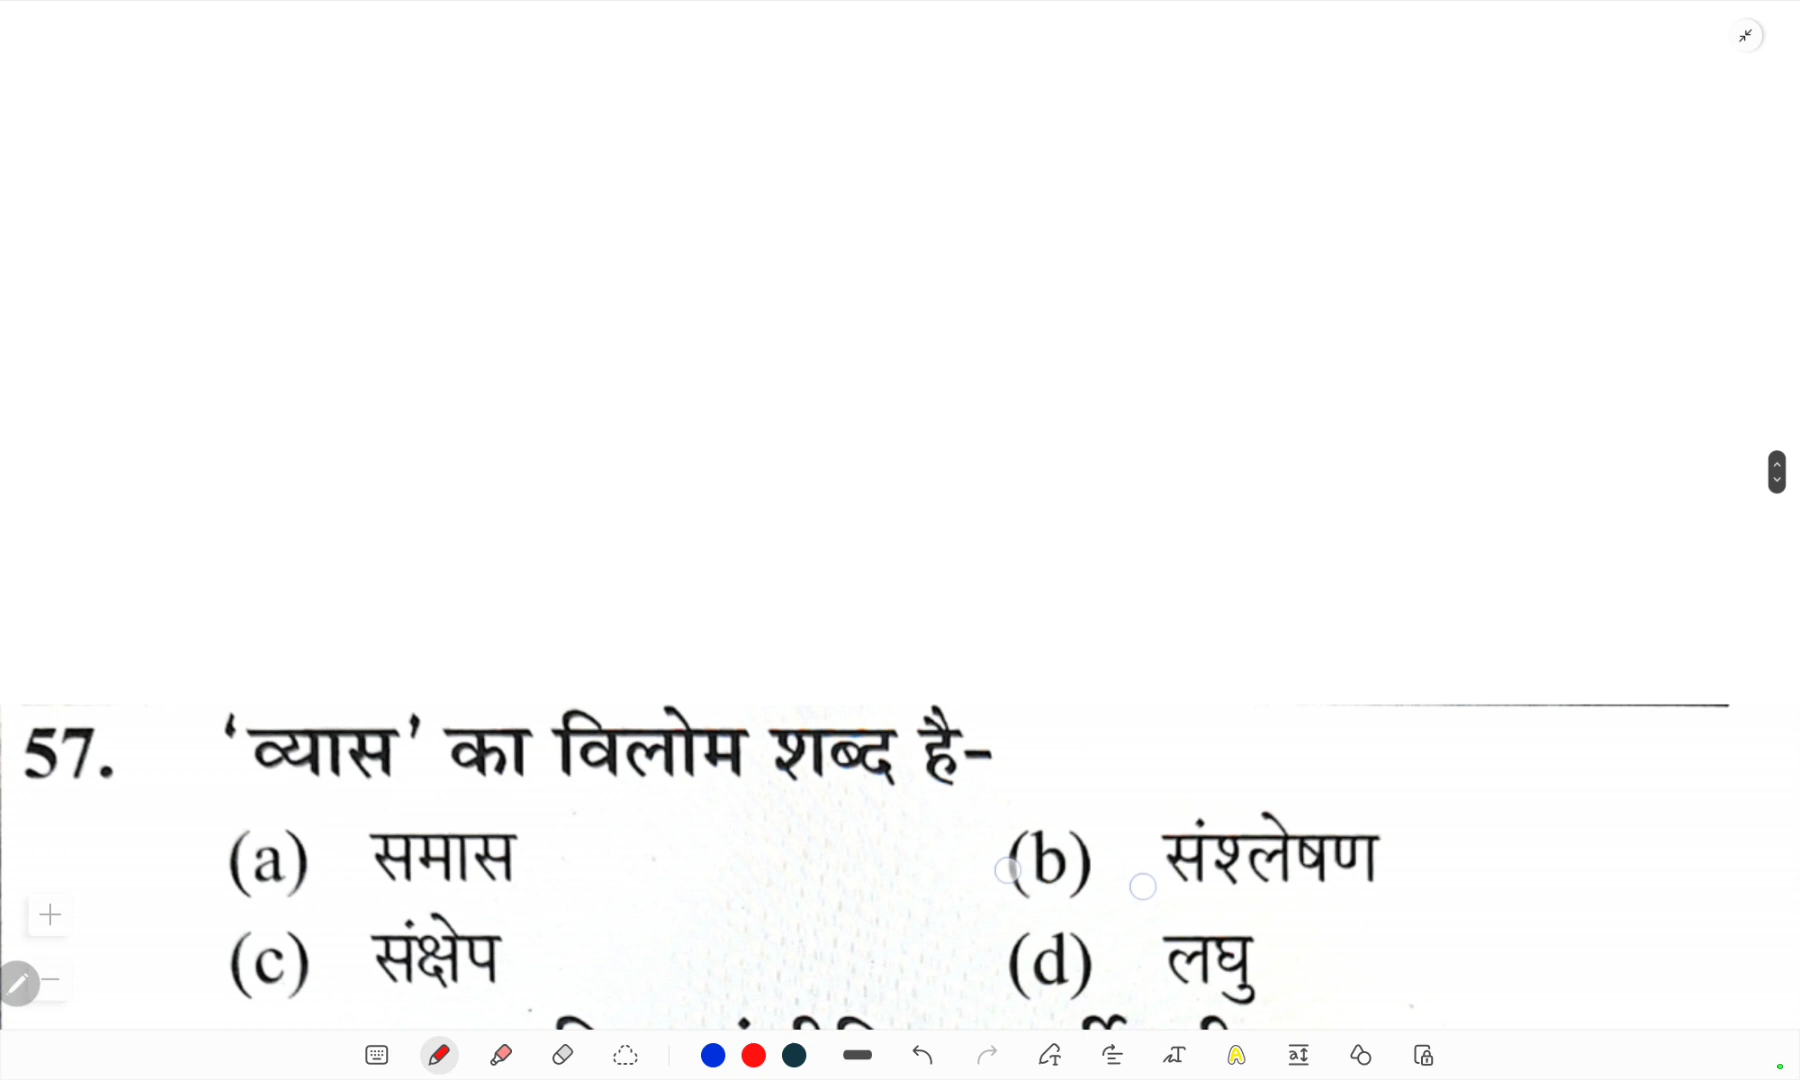 57. ‘व्यास’ का विलोम शब्द है-
(a) समास (b) संश्लेषण
(c) संक्षेप (d) लघु